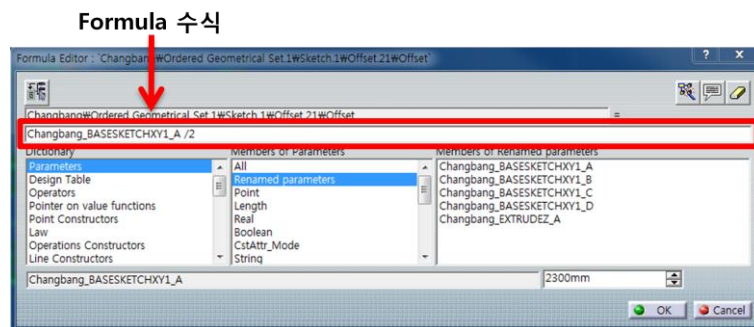 Formula 수식
Formula Editor : `Changbang₩Ordered Geometrical Set.1₩Sketch.1₩Offset.21₩Offset`
? X
Changbang₩Ordered Geometrical Set.1₩Sketch.1₩Offset.21₩Offset =
Changbang_BASESKETCHXY1_A /2
Dictionary Members of Parameters Members of Renamed parameters
Parameters All Changbang_BASESKETCHXY1_A
Design Table Renamed parameters Changbang_BASESKETCHXY1_B
Operators Point Changbang_BASESKETCHXY1_C
Pointer on value functions Length Changbang_BASESKETCHXY1_D
Point Constructors Real Changbang_EXTRUDEZ_A
Law Boolean
Operations Constructors CstAttr_Mode
Line Constructors String
Changbang_BASESKETCHXY1_A 2300mm
OK Cancel